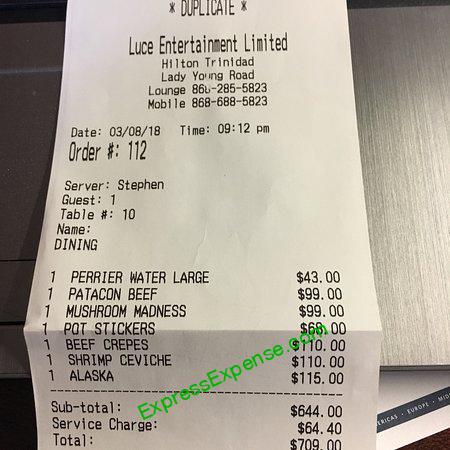 * DUPLICATE *
Luce Entertainment Limited
Hilton Trinidad
Lady Young Road
Lounge 868-285-5823
Mobile 868-688-5823
Date: 03/08/18 Time: 09:12 pm
Order #: 112
Server: Stephen
Guest: 1
Table #: 10
Name:
DINING
1 PERRIER WATER LARGE $43.00
1 PATACON BEEF $99.00
1 MUSHROOM MADNESS $99.00
1 POT STICKERS $68.00
1 BEEF CREPES $110.00
1 SHRIMP CEVICHE $110.00
1 ALASKA $115.00
Sub-total: $644.00
Service Charge: $64.40
Total: $709.00
ExpressExpense.com
ERICAS • EUROPE • MID